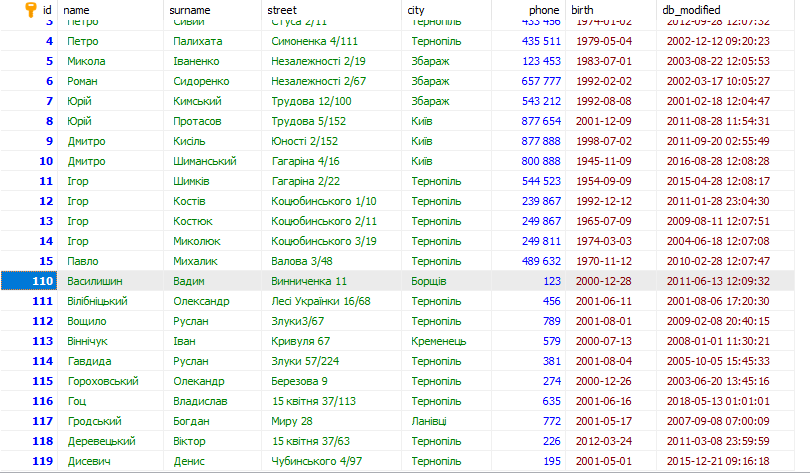 id name surname street city phone birth db_modified
3 Петро Сивий Стуса 2/11 Тернопіль 433 456 1974-01-02 2012-09-28 12:07:52
4 Петро Палихата Симоненка 4/111 Тернопіль 435 511 1979-05-04 2002-12-12 09:20:23
5 Микола Іваненко Незалежності 2/19 Збараж 123 453 1983-07-01 2003-08-22 12:05:53
6 Роман Сидоренко Незалежності 2/67 Збараж 657 777 1992-02-02 2002-03-17 10:05:27
7 Юрій Кимський Трудова 12/100 Збараж 543 212 1992-08-08 2001-02-18 12:04:47
8 Юрій Протасов Трудова 5/152 Київ 877 654 2001-12-09 2011-08-28 11:54:31
9 Дмитро Кисіль Юності 2/152 Київ 877 888 1998-07-02 2011-09-20 02:55:49
10 Дмитро Шиманський Гагаріна 4/16 Київ 800 888 1945-11-09 2016-08-28 12:08:28
11 Ігор Шимків Гагаріна 2/22 Тернопіль 544 523 1954-09-09 2015-04-28 12:08:17
12 Ігор Костів Коцюбинського 1/10 Тернопіль 239 867 1992-12-12 2011-01-28 23:04:30
13 Ігор Костюк Коцюбинського 2/11 Тернопіль 249 867 1965-07-09 2009-08-11 12:07:51
14 Ігор Миколюк Коцюбинського 3/19 Тернопіль 249 811 1974-03-03 2004-06-18 12:07:08
15 Павло Михалик Валова 3/48 Тернопіль 489 632 1970-11-12 2010-02-28 12:07:47
110 Василишин Вадим Винниченка 11 Борщів 123 2000-12-28 2011-06-13 12:09:32
111 Вілібніцький Олександр Лесі Українки 16/68 Тернопіль 456 2001-06-11 2001-08-06 17:20:30
112 Вощило Руслан Злуки3/67 Тернопіль 789 2001-08-01 2009-02-08 20:40:15
113 Вінничук Іван Кривуля 67 Кременець 579 2000-07-13 2008-01-01 11:30:21
114 Гавдида Руслан Злуки 57/224 Тернопіль 381 2001-08-04 2005-10-05 15:45:33
115 Гороховський Олекандр Березова 9 Тернопіль 274 2000-12-26 2003-06-20 13:45:16
116 Гоц Владислав 15 квітня 37/113 Тернопіль 635 2001-06-16 2018-05-13 01:01:01
117 Гродський Богдан Миру 28 Ланівці 772 2001-05-17 2007-09-08 07:00:09
118 Деревецький Віктор 15 квітня 37/63 Тернопіль 226 2012-03-24 2011-03-08 23:59:59
119 Дисевич Денис Чубинського 4/97 Тернопіль 195 2001-05-01 2015-12-21 09:16:18